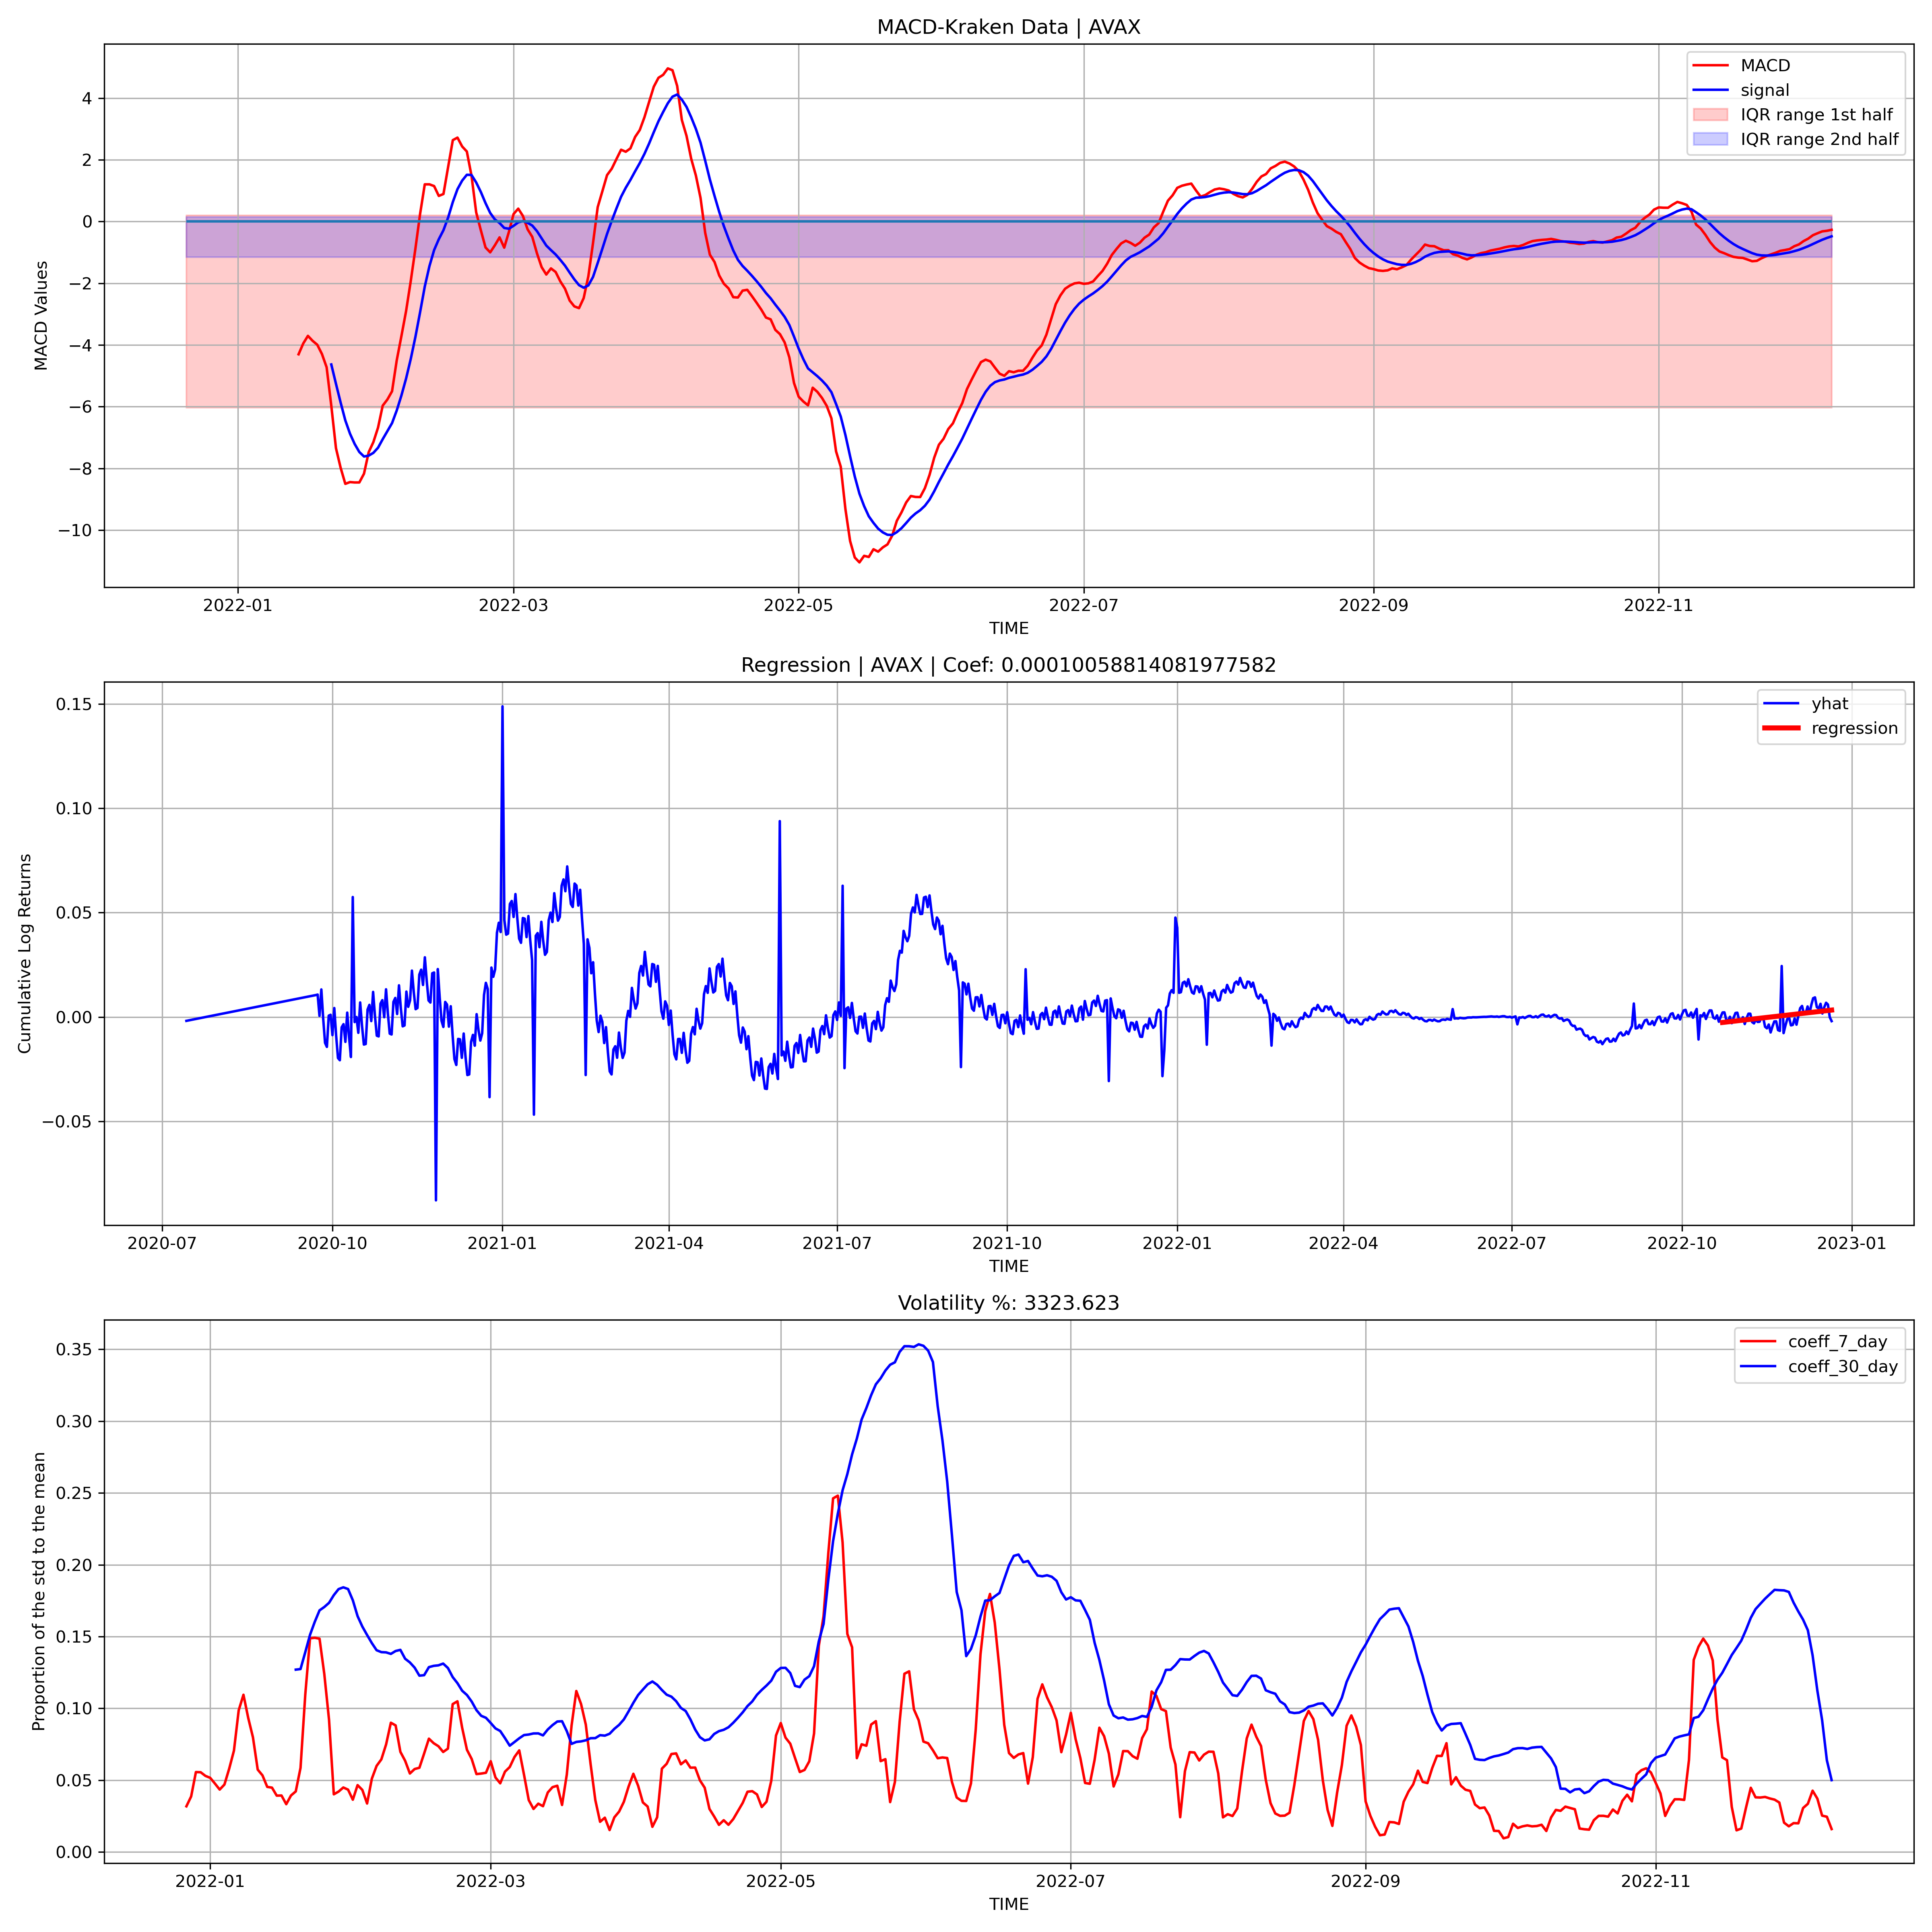 MACD-Kraken Data | AVAX
MACD
signal
IQR range 1st half
IQR range 2nd half
4
2
0
−2
−4
−6
−8
−10
MACD Values
2022-01 2022-03 2022-05 2022-07 2022-09 2022-11
TIME
Regression | AVAX | Coef: 0.00010058814081977582
yhat
regression
0.15
0.10
0.05
0.00
−0.05
Cumulative Log Returns
2020-07 2020-10 2021-01 2021-04 2021-07 2021-10 2022-01 2022-04 2022-07 2022-10 2023-01
TIME
Volatility %: 3323.623
coeff_7_day
coeff_30_day
0.35
0.30
0.25
0.20
0.15
0.10
0.05
0.00
Proportion of the std to the mean
2022-01 2022-03 2022-05 2022-07 2022-09 2022-11
TIME